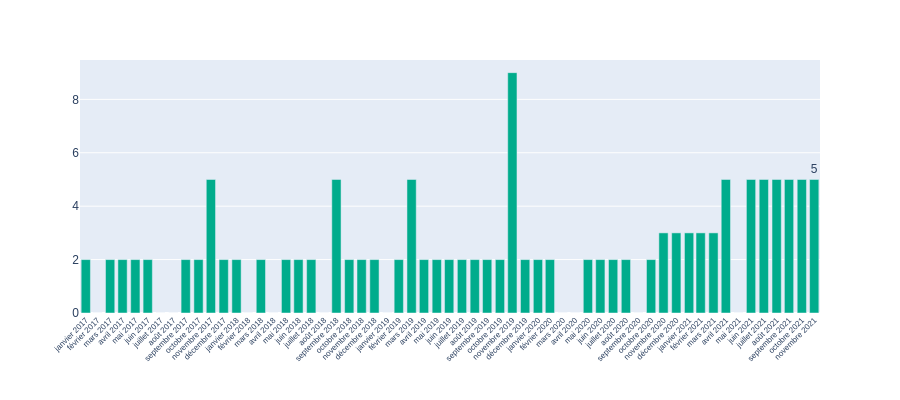 8
6
4
2
0
5
janvier 2017
février 2017
mars 2017
avril 2017
mai 2017
juin 2017
juillet 2017
août 2017
septembre 2017
octobre 2017
novembre 2017
décembre 2017
janvier 2018
février 2018
mars 2018
avril 2018
mai 2018
juin 2018
juillet 2018
août 2018
septembre 2018
octobre 2018
novembre 2018
décembre 2018
janvier 2019
février 2019
mars 2019
avril 2019
mai 2019
juin 2019
juillet 2019
août 2019
septembre 2019
octobre 2019
novembre 2019
décembre 2019
janvier 2020
février 2020
mars 2020
avril 2020
mai 2020
juin 2020
juillet 2020
août 2020
septembre 2020
octobre 2020
novembre 2020
décembre 2020
janvier 2021
février 2021
mars 2021
avril 2021
mai 2021
juin 2021
juillet 2021
août 2021
septembre 2021
octobre 2021
novembre 2021